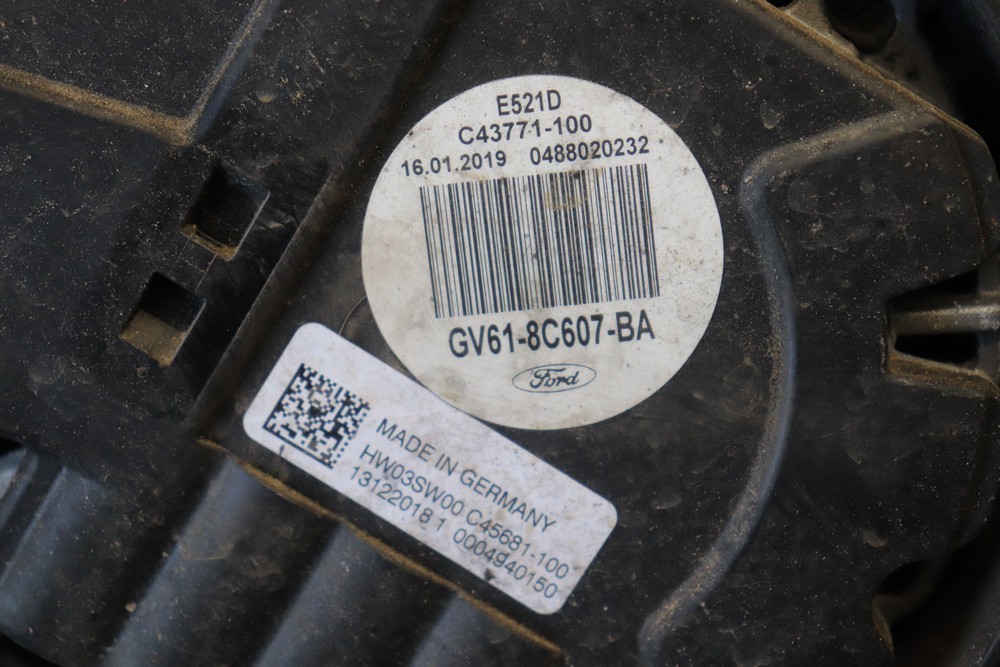 E521D
C43771-100
16.01.2019 0488020232
GV61-8C607-BA
Ford
MADE IN GERMANY
HW03SW00 C45681-100
13122018 1 0004940150